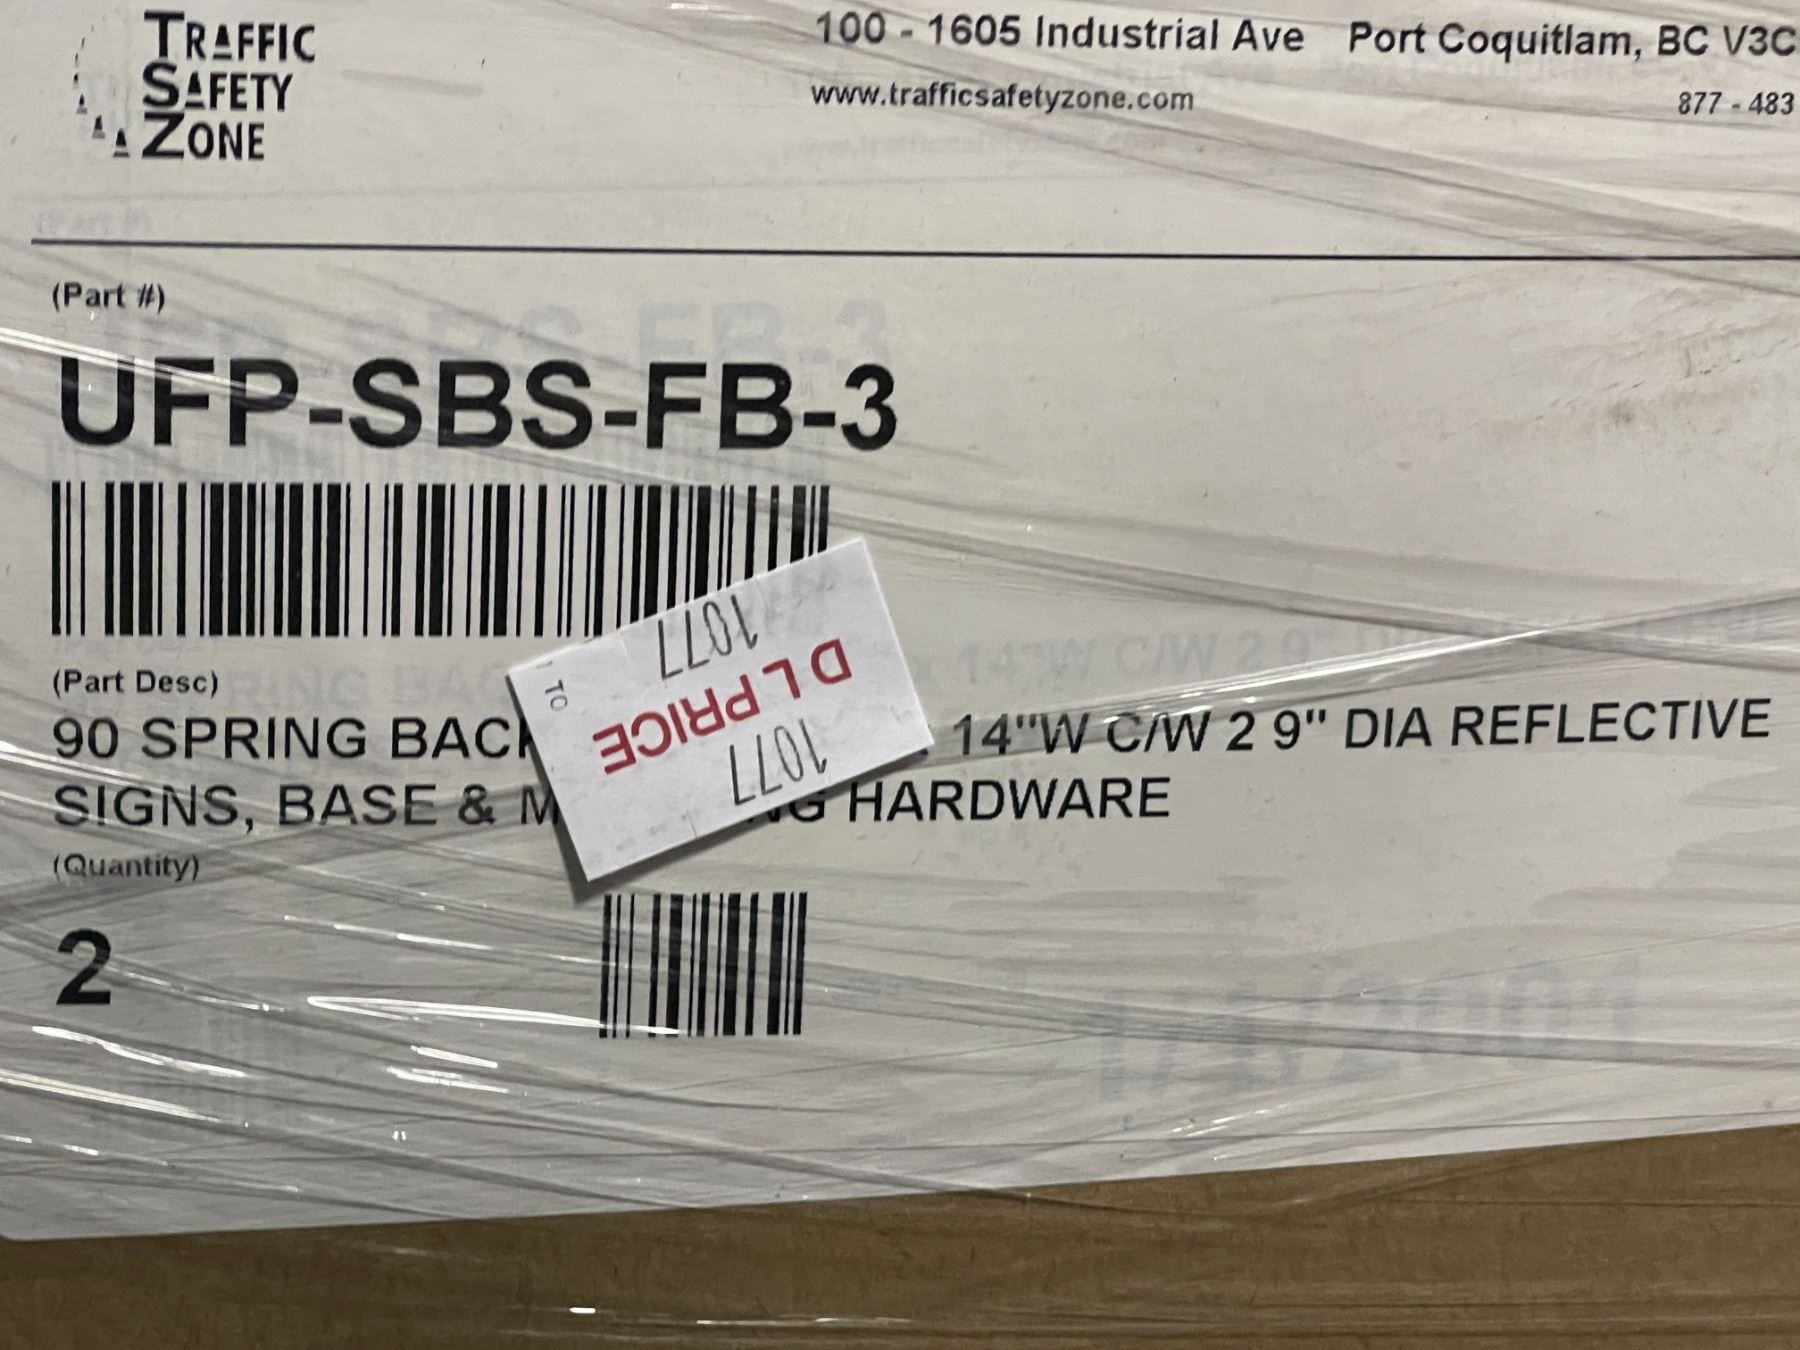 TRAFFIC
SAFETY
ZONE
100 - 1605 Industrial Ave Port Coquitlam, BC V3C
www.trafficsafetyzone.com
877 - 483
(Part #)
UFP-SBS-FB-3
(Part Desc)
90 SPRING BACK 14"W C/W 2 9" DIA REFLECTIVE
SIGNS, BASE & HARDWARE
(Quantity)
2
1077
D L PRICE
1077
TO